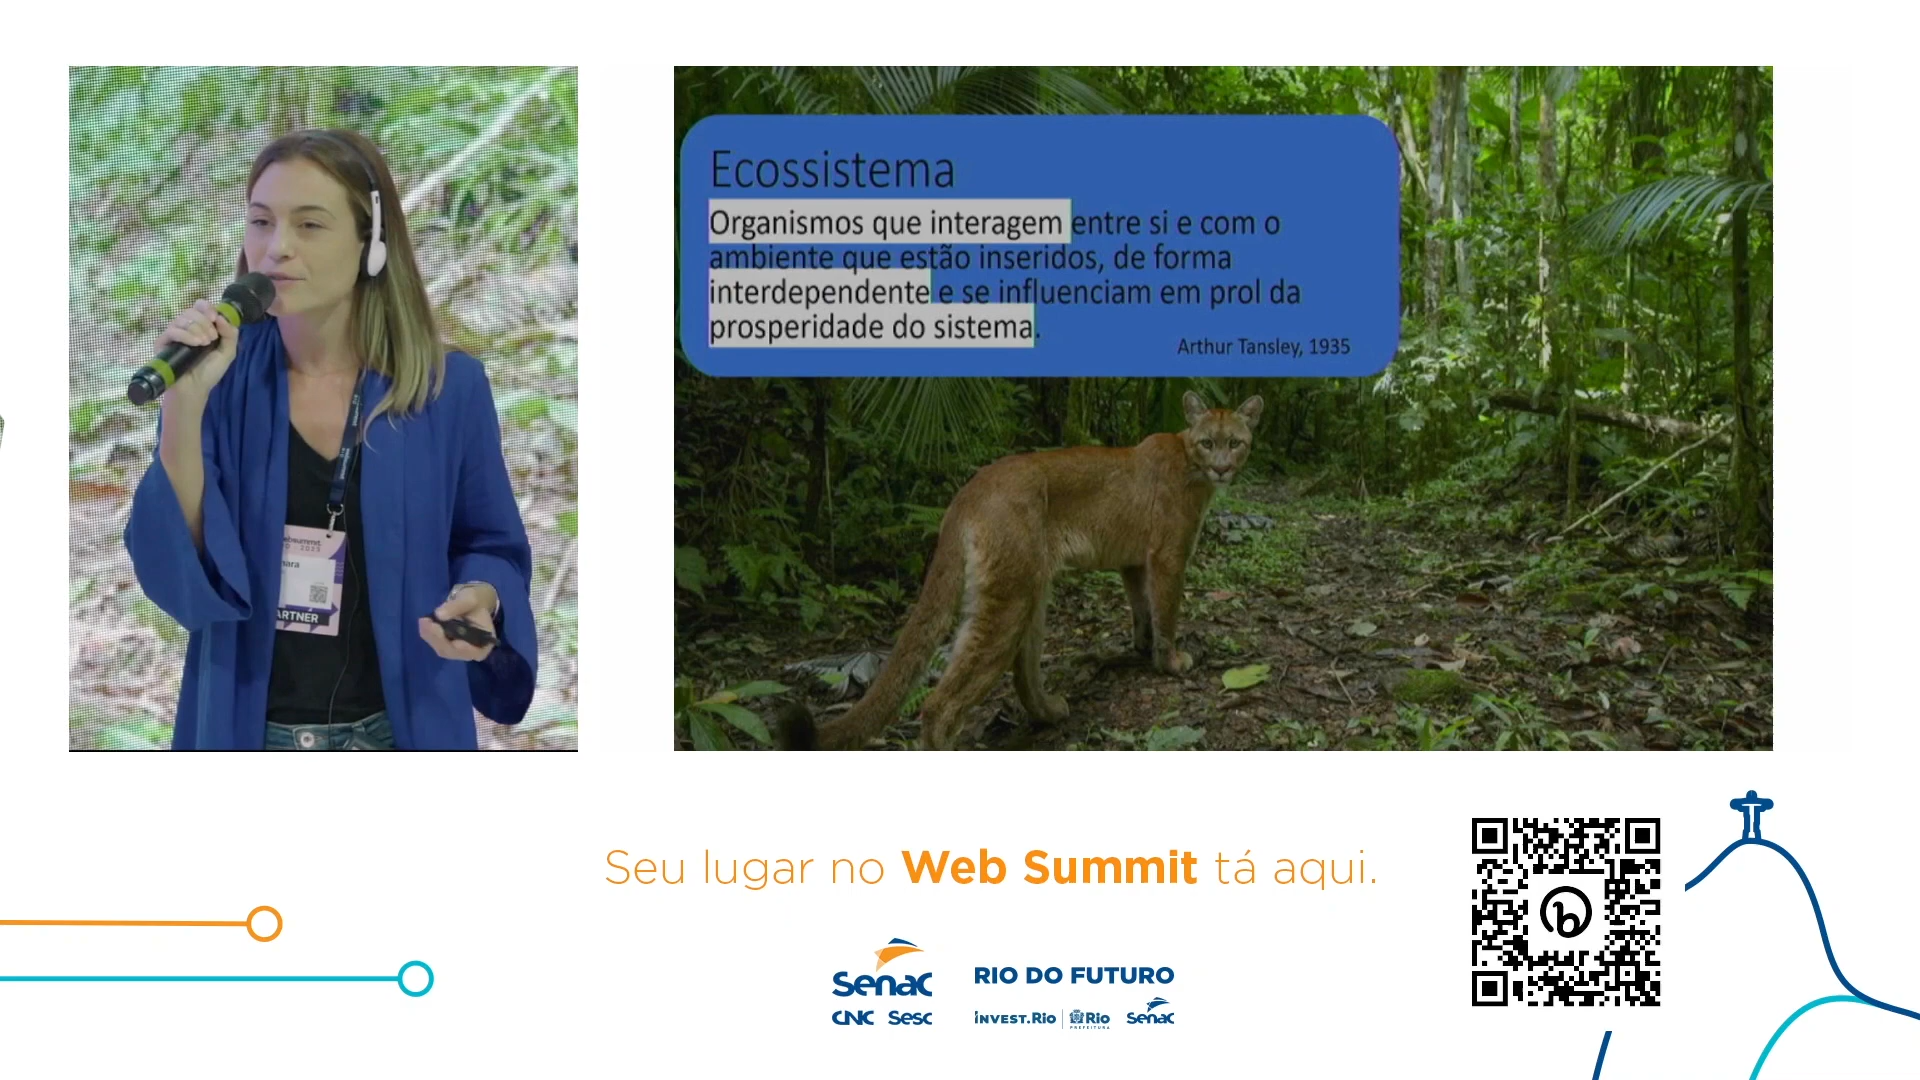 Ecossistema
Organismos que interagem entre si e com o
ambiente que estão inseridos, de forma
interdependente e se influenciam em prol da
prosperidade do sistema.
Arthur Tansley, 1935
Seu lugar no Web Summit tá aqui.
Senac
CNC Sesc
RIO DO FUTURO
INVEST.Rio Rio PREFEITURA Senac